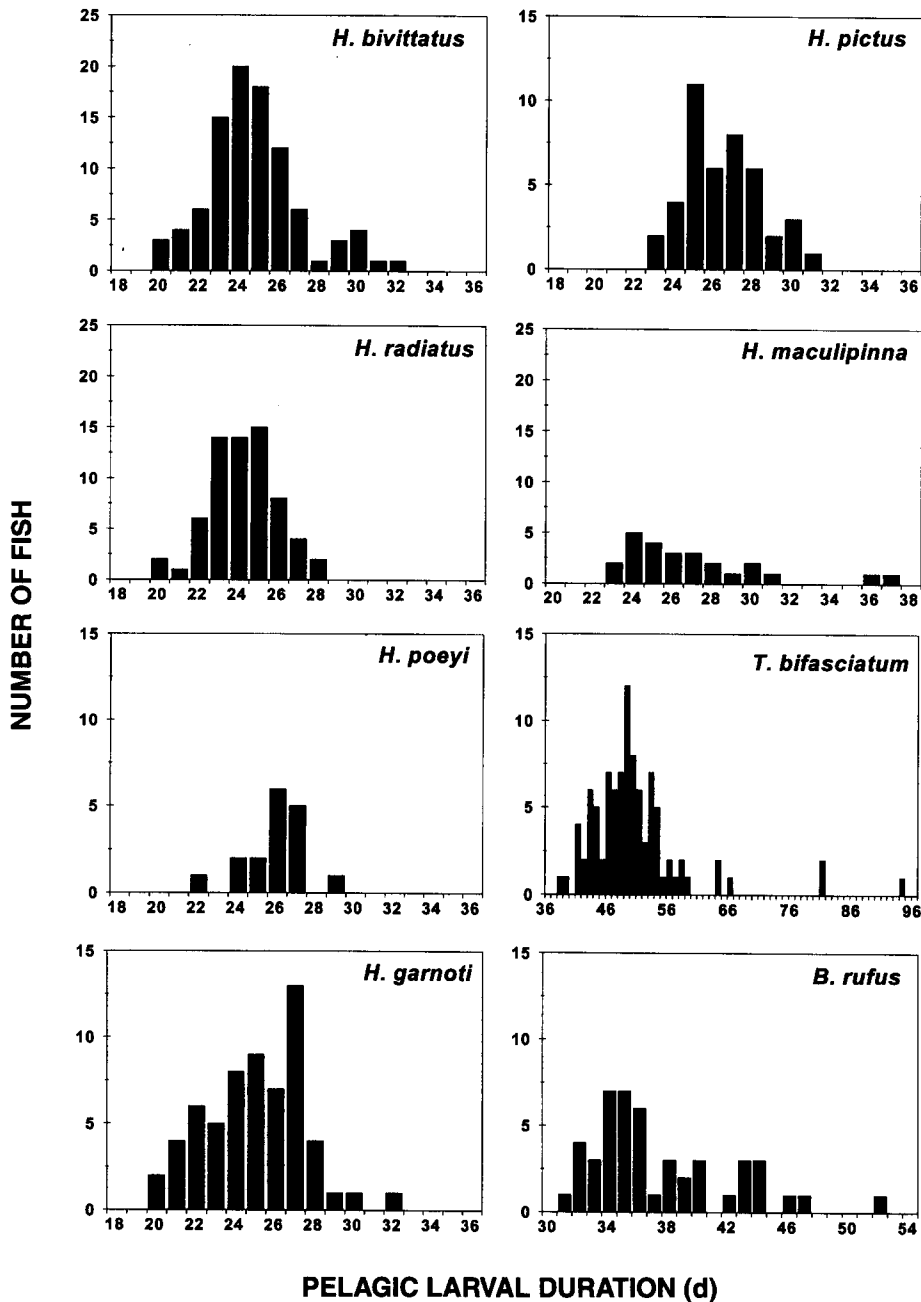 H. bivittatus
25
20
15
10
5
0
18 20 22 24 26 28 30 32 34 36
H. pictus
15
10
5
0
18 20 22 24 26 28 30 32 34 36
H. radiatus
25
20
15
10
5
0
18 20 22 24 26 28 30 32 34 36
H. maculipinna
25
20
15
10
5
0
20 22 24 26 28 30 32 34 36 38
H. poeyi
15
10
5
0
18 20 22 24 26 28 30 32 34 36
T. bifasciatum
15
10
5
0
36 46 56 66 76 86 96
H. garnoti
15
10
5
0
18 20 22 24 26 28 30 32 34 36
B. rufus
15
10
5
0
30 34 38 42 46 50 54
NUMBER OF FISH
PELAGIC LARVAL DURATION (d)